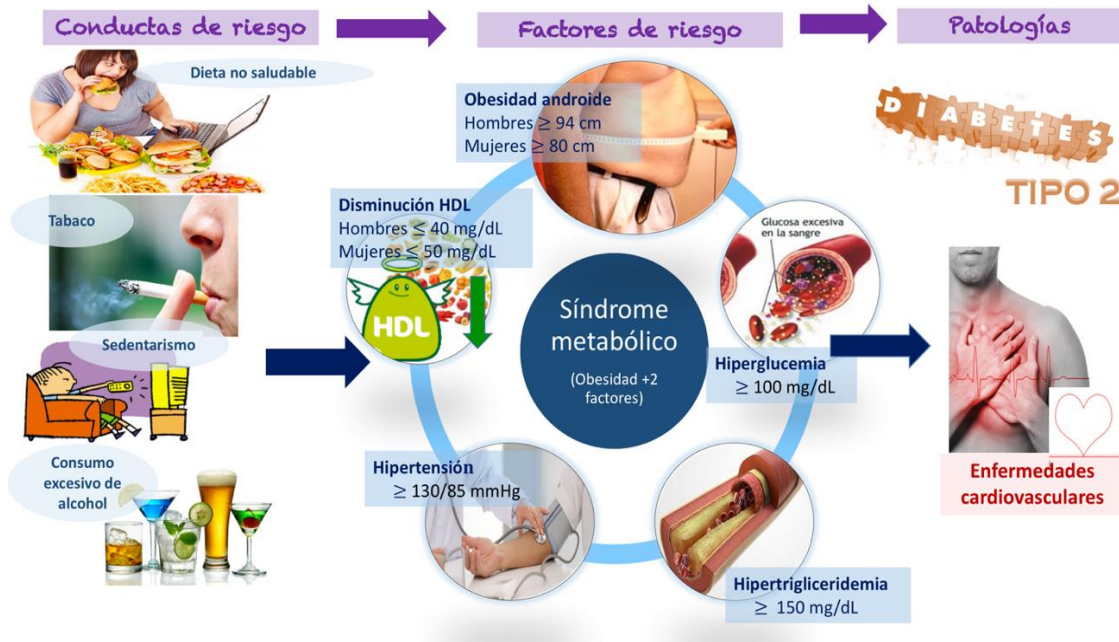 Conductas de riesgo
Factores de riesgo
Patologías
Dieta no saludable
Tabaco
Sedentarismo
Consumo
excesivo de
alcohol
Obesidad androide
Hombres ≥ 94 cm
Mujeres ≥ 80 cm
Disminución HDL
Hombres ≤ 40 mg/dL
Mujeres ≤ 50 mg/dL
HDL
Glucosa excesiva
en la sangre
Síndrome
metabólico
(Obesidad +2
factores)
Hiperglucemia
≥ 100 mg/dL
Hipertensión
≥ 130/85 mmHg
Hipertrigliceridemia
≥ 150 mg/dL
DIABETES
TIPO 2
Enfermedades
cardiovasculares